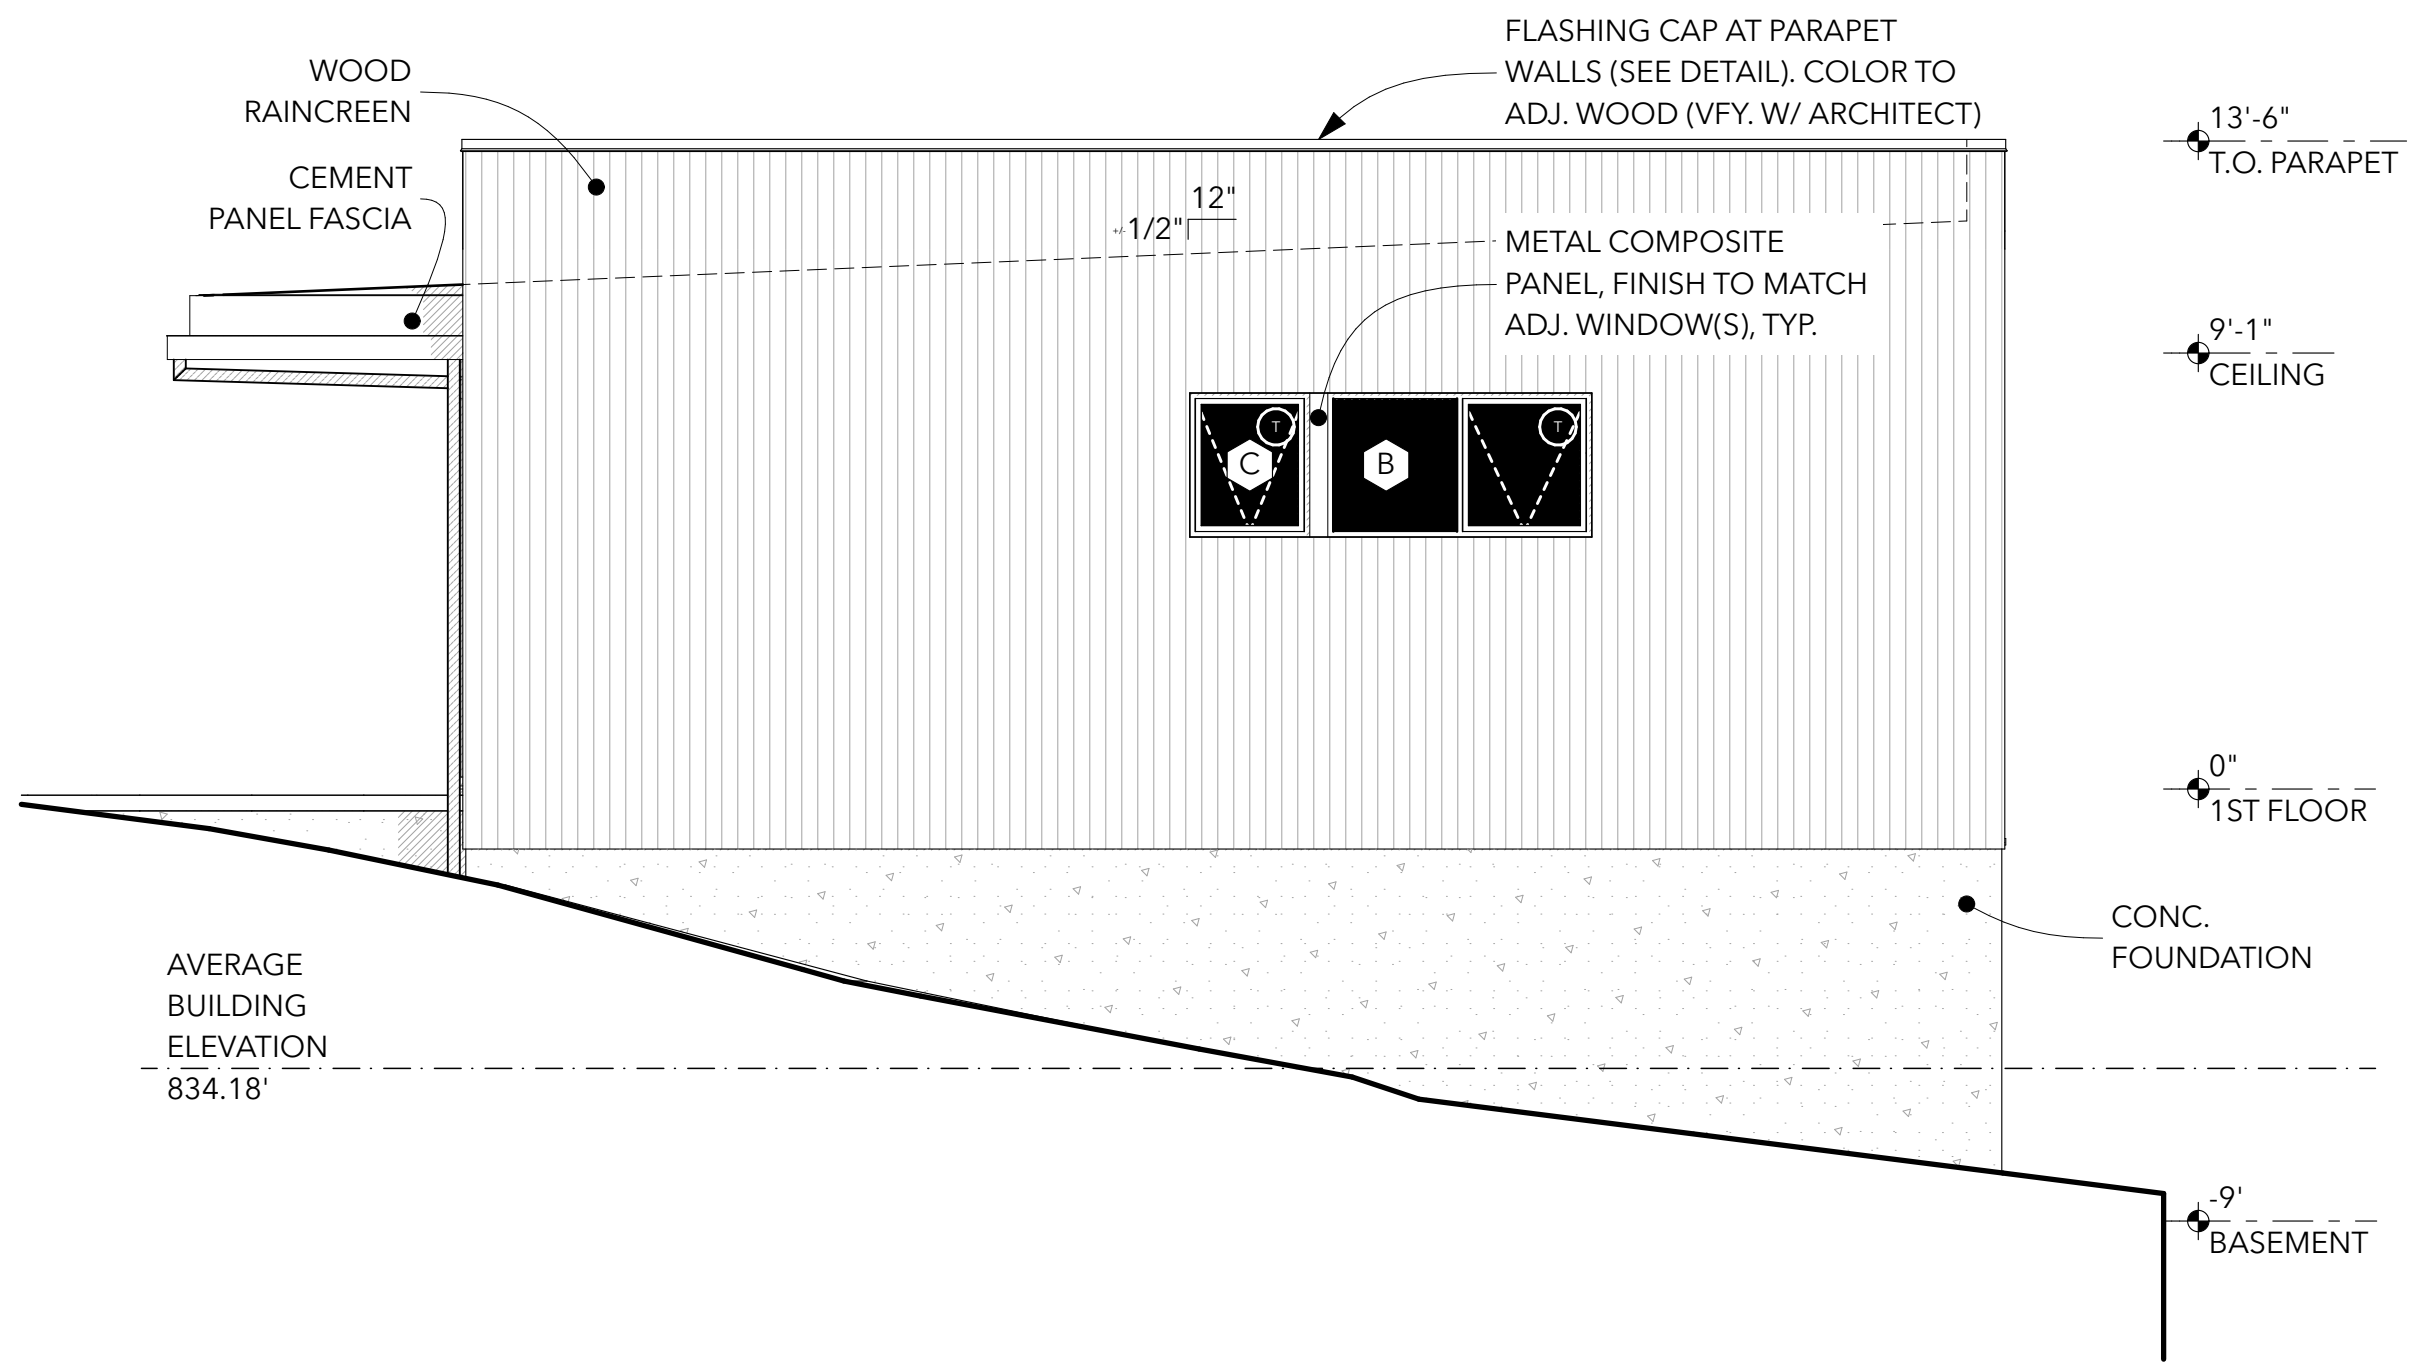 FLASHING CAP AT PARAPET
WALLS (SEE DETAIL). COLOR TO
ADJ. WOOD (VFY. W/ ARCHITECT)
WOOD
RAINCREEN
CEMENT
PANEL FASCIA
13'-6"
T.O. PARAPET
12"
+/-1/2"
METAL COMPOSITE
PANEL, FINISH TO MATCH
ADJ. WINDOW(S), TYP.
9'-1"
CEILING
T
T
C
B
0"
1ST FLOOR
CONC.
FOUNDATION
AVERAGE
BUILDING
ELEVATION
834.18'
-9'
BASEMENT